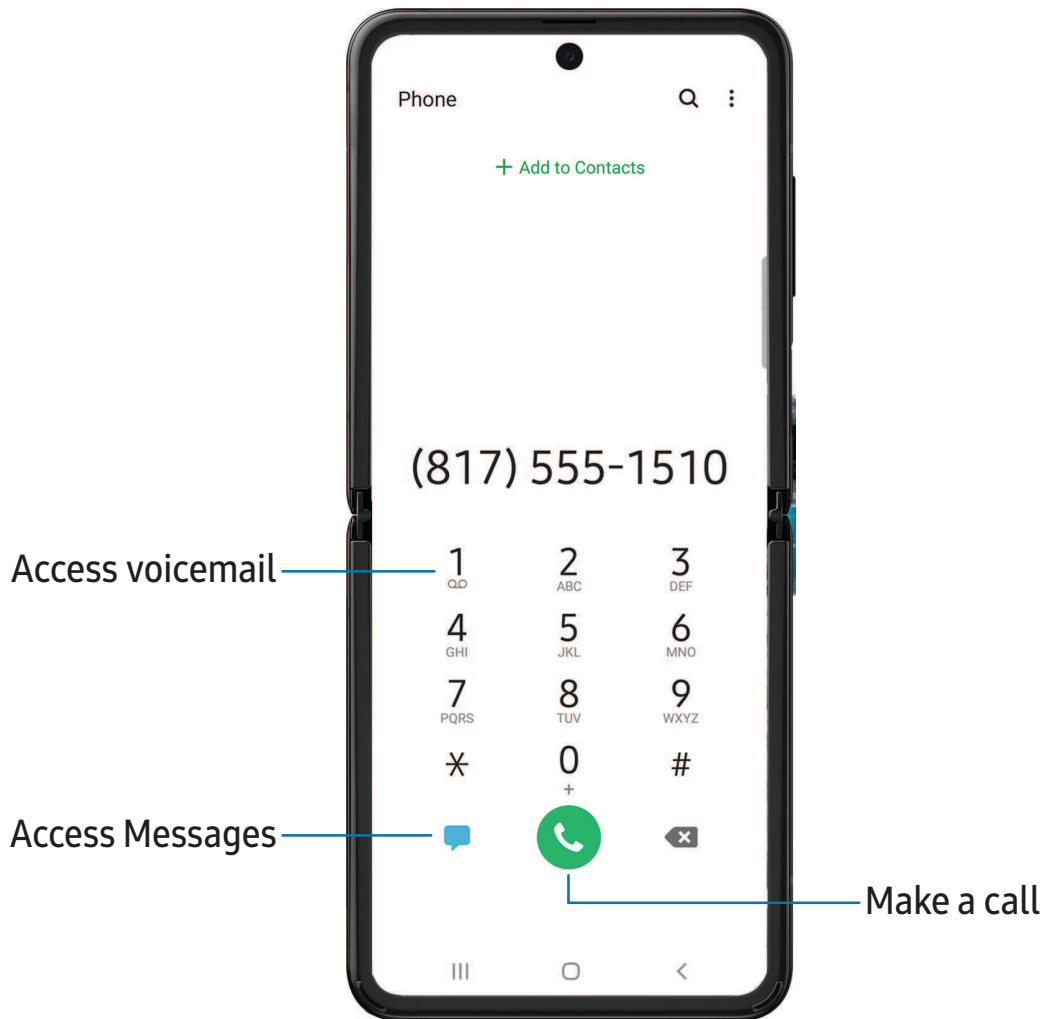 Phone
+ Add to Contacts
(817) 555-1510
Access voicemail
1 2 3
ABC DEF
4 5 6
GHI JKL MNO
7 8 9
PQRS TUV WXYZ
* 0 #
+
Access Messages
Make a call